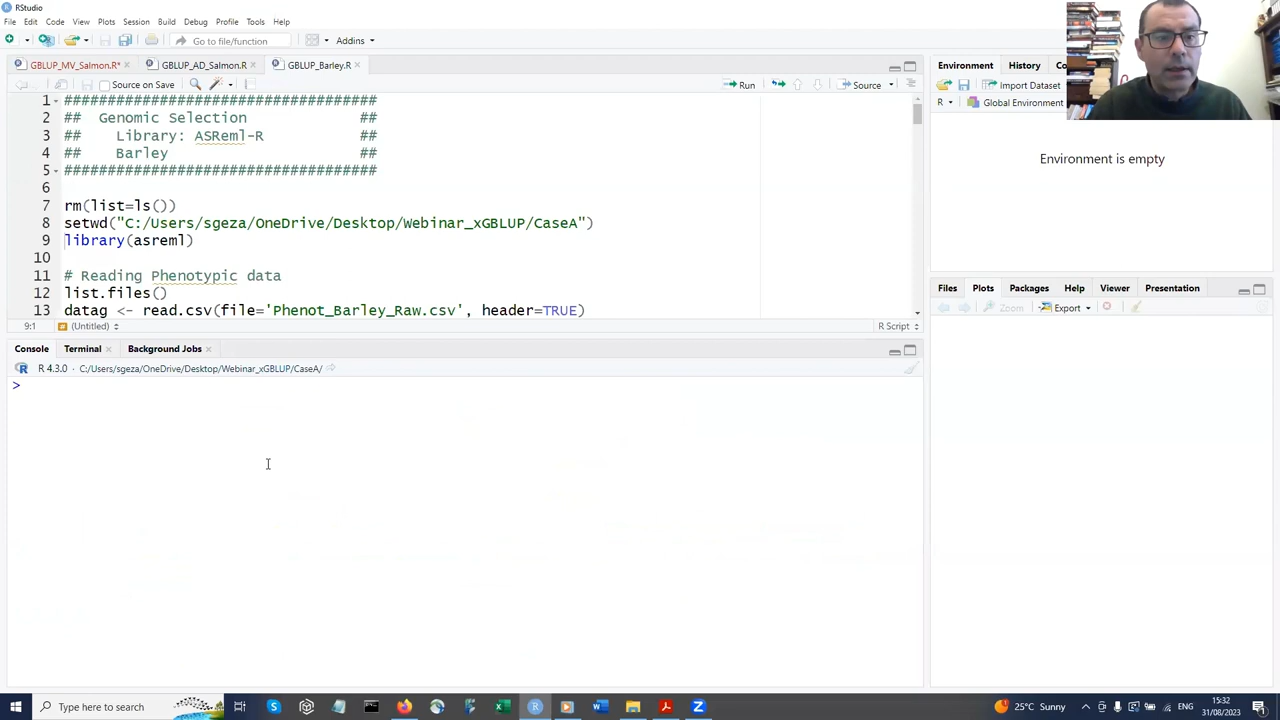 RStudio
File Edit Code View Plots Session Build Debug Profile Tools Help
Go to file/function
Addins
GBLUP_MV_Salmon.R*
GBLUP_AD_Salmon.R
GBLUP_Barley.R
Source on Save
Run
Source
1 ####################################
2 ## Genomic Selection ##
3 ## Library: ASReml-R ##
4 ## Barley ##
5 ####################################
6
7 rm(list=ls())
8 setwd("C:/Users/sgeza/OneDrive/Desktop/Webinar_xGBLUP/CaseA")
9 library(asreml)
10
11 # Reading Phenotypic data
12 list.files()
13 datag <- read.csv(file='Phenot_Barley_Raw.csv', header=TRUE)
9:1 (Untitled)
R Script
Console Terminal Background Jobs
R 4.3.0 · C:/Users/sgeza/OneDrive/Desktop/Webinar_xGBLUP/CaseA/
>
Environment History Co
Import Dataset
R Global Environment
Environment is empty
Files Plots Packages Help Viewer Presentation
Zoom Export
Type here to search
25°C Sunny
ENG
15:32
31/08/2023